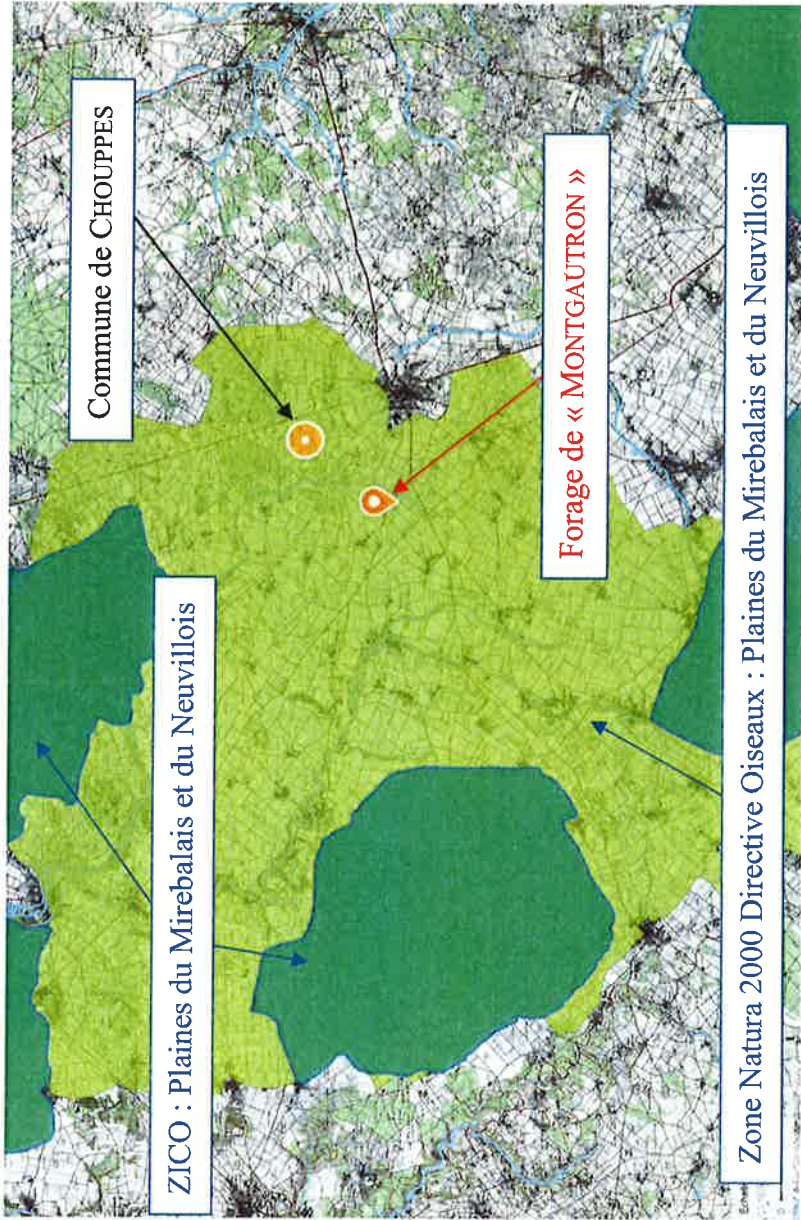 Commune de CHOUPPES
ZICO : Plaines du Mirebalais et du Neuvillois
Forage de « MONTGAUTRON »
Zone Natura 2000 Directive Oiseaux : Plaines du Mirebalais et du Neuvillois